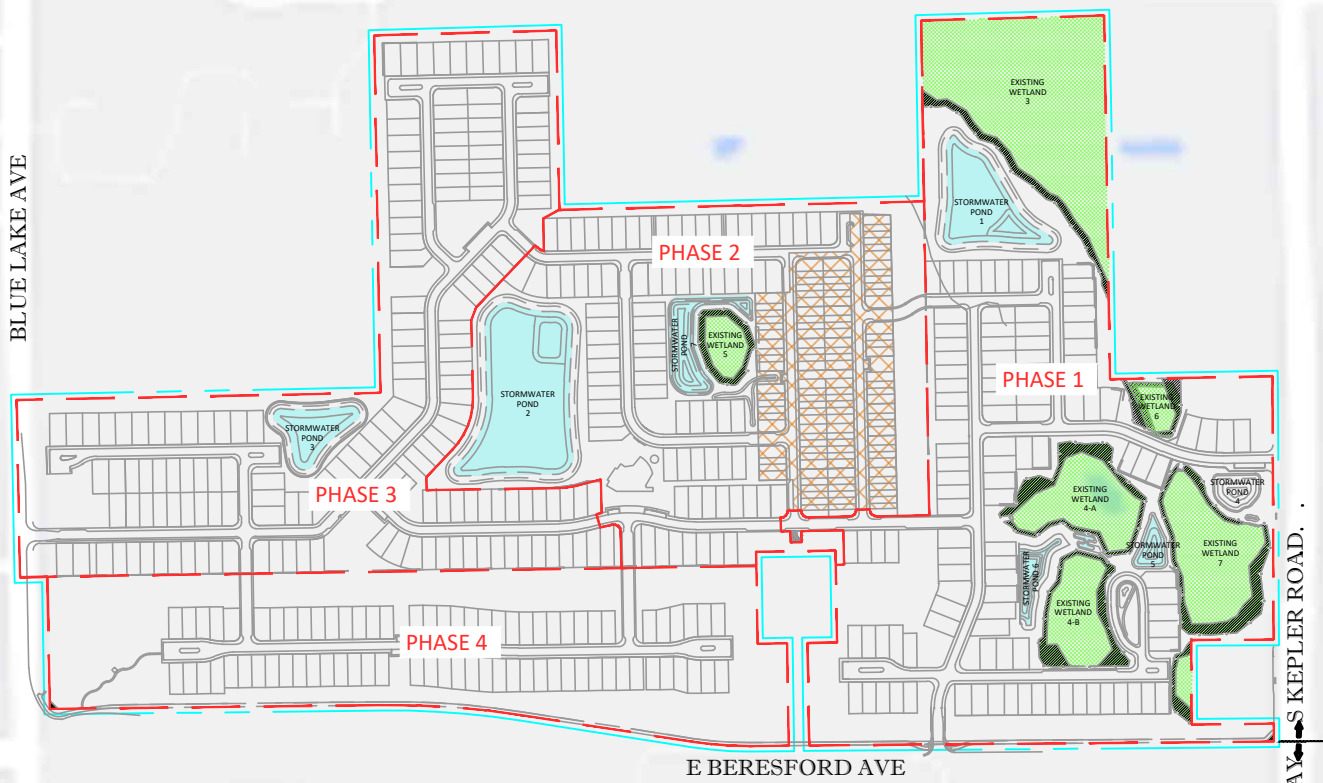 EXISTING
WETLAND
3
BLUE LAKE AVE
STORMWATER
POND
1
PHASE 2
STORMWATER
POND
7
EXISTING
WETLAND
5
PHASE 1
STORMWATER
POND
2
EXISTING
WETLAND
6
STORMWATER
POND
3
PHASE 3
EXISTING
WETLAND
4-A
STORMWATER
POND
4
STORMWATER
POND
5
EXISTING
WETLAND
7
STORMWATER
POND 6
EXISTING
WETLAND
4-B
PHASE 4
S KEPLER ROAD. .
AY
E BERESFORD AVE